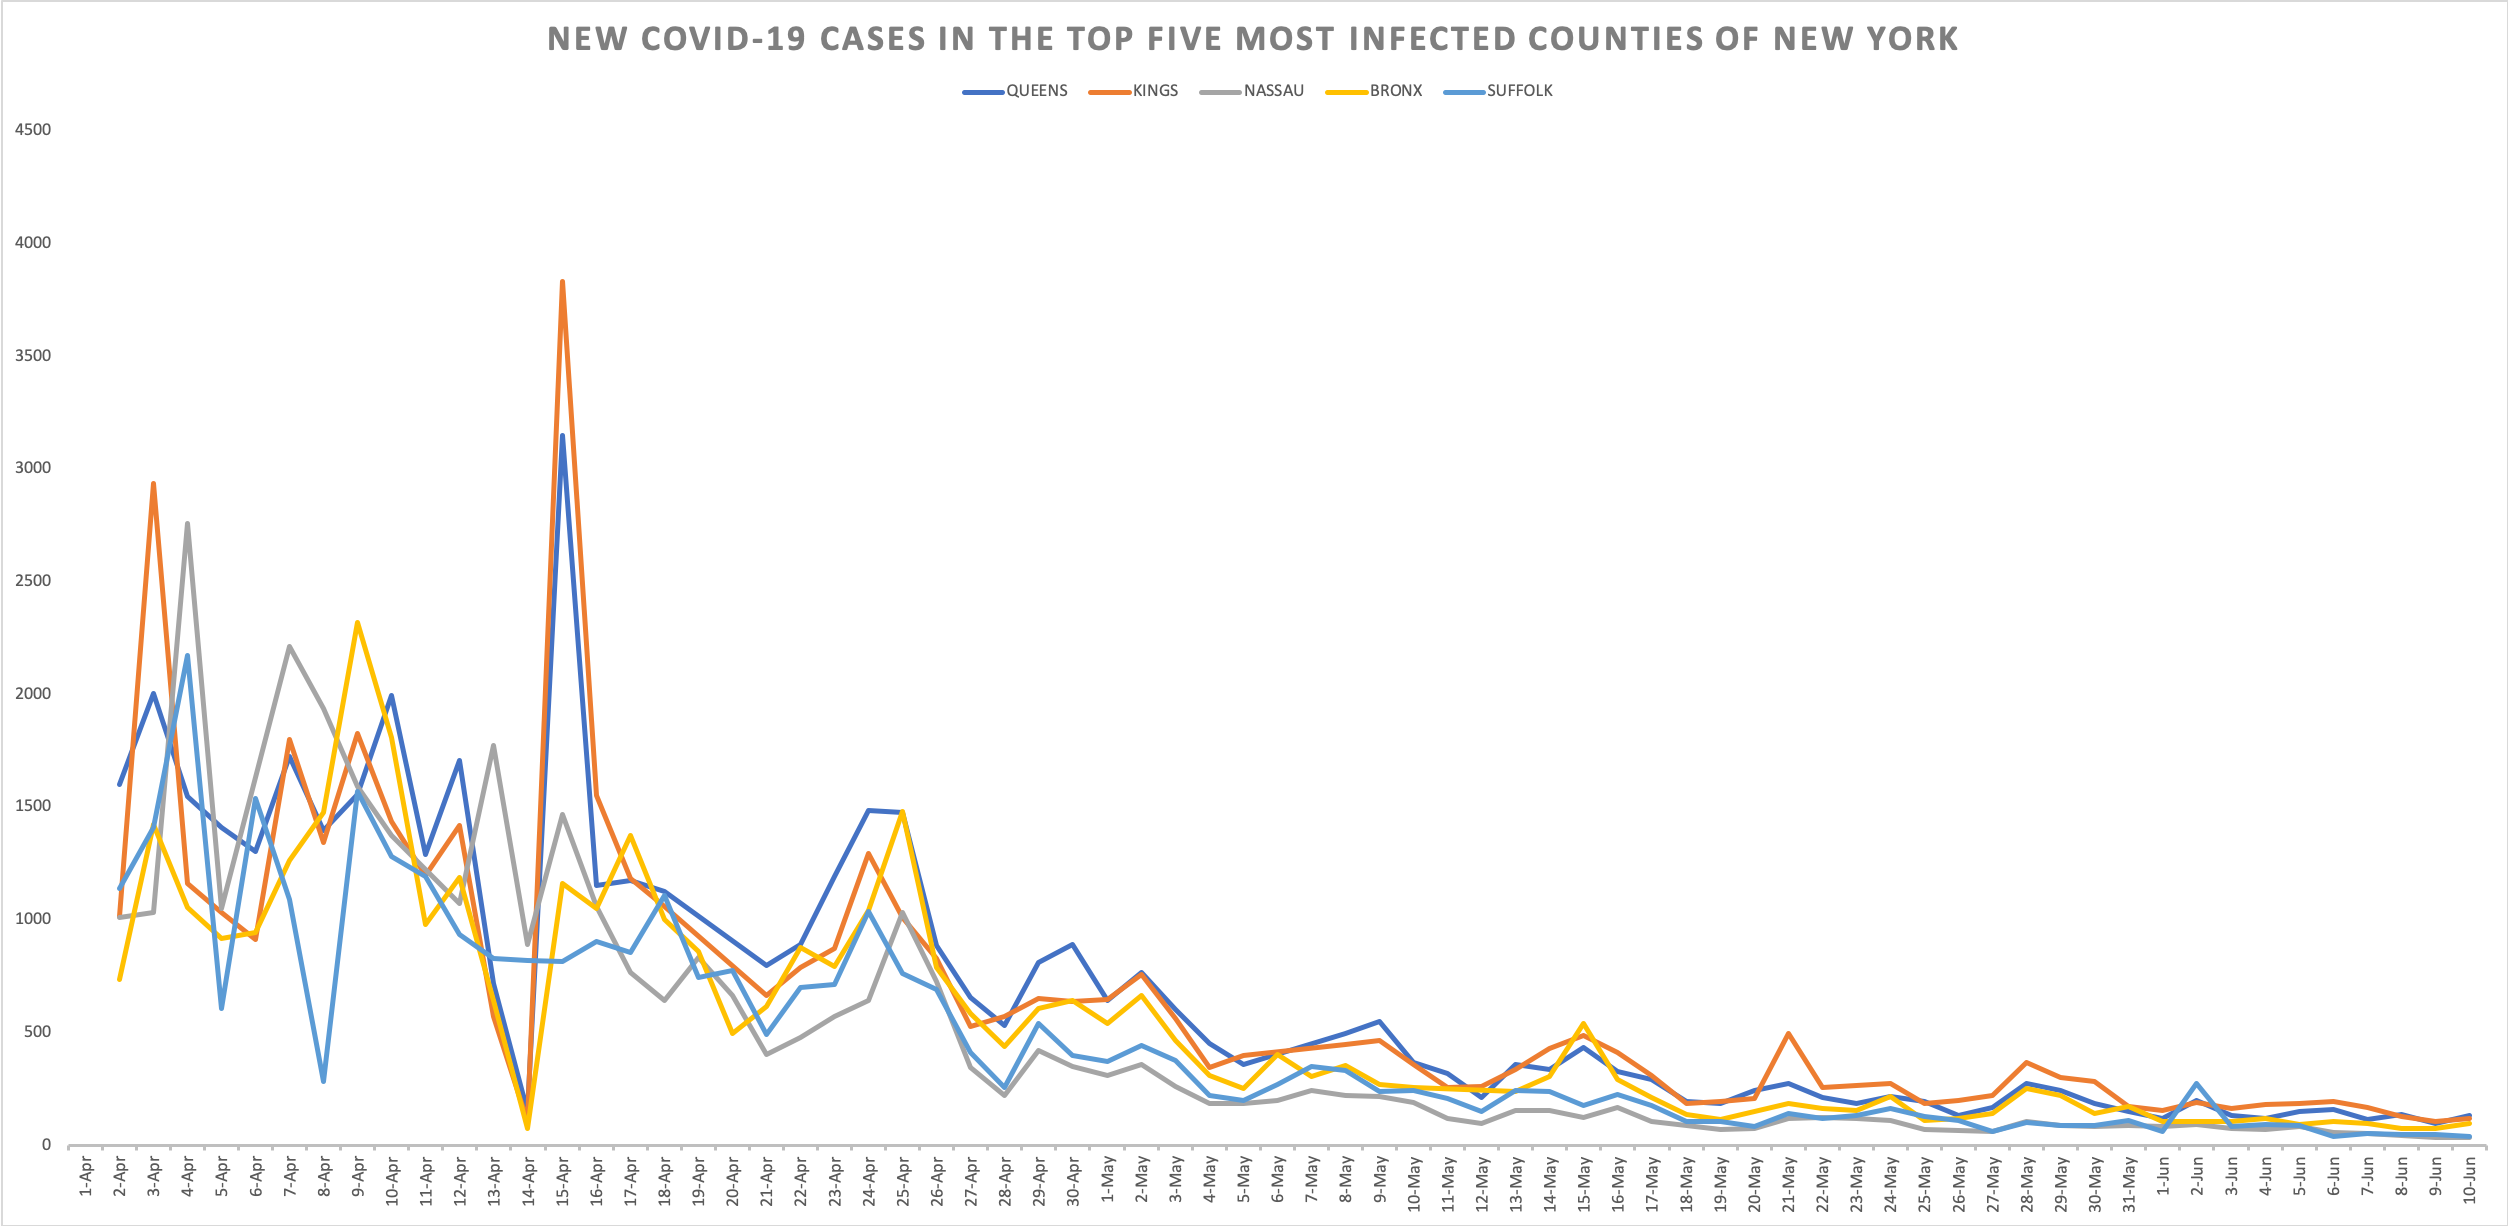 NEW COVID-19 CASES IN THE TOP FIVE MOST INFECTED COUNTIES OF NEW YORK
QUEENS KINGS NASSAU BRONX SUFFOLK
4500
4000
3500
3000
2500
2000
1500
1000
500
0
1-Apr
2-Apr
3-Apr
4-Apr
5-Apr
6-Apr
7-Apr
8-Apr
9-Apr
10-Apr
11-Apr
12-Apr
13-Apr
14-Apr
15-Apr
16-Apr
17-Apr
18-Apr
19-Apr
20-Apr
21-Apr
22-Apr
23-Apr
24-Apr
25-Apr
26-Apr
27-Apr
28-Apr
29-Apr
30-Apr
1-May
2-May
3-May
4-May
5-May
6-May
7-May
8-May
9-May
10-May
11-May
12-May
13-May
14-May
15-May
16-May
17-May
18-May
19-May
20-May
21-May
22-May
23-May
24-May
25-May
26-May
27-May
28-May
29-May
30-May
31-May
1-Jun
2-Jun
3-Jun
4-Jun
5-Jun
6-Jun
7-Jun
8-Jun
9-Jun
10-Jun